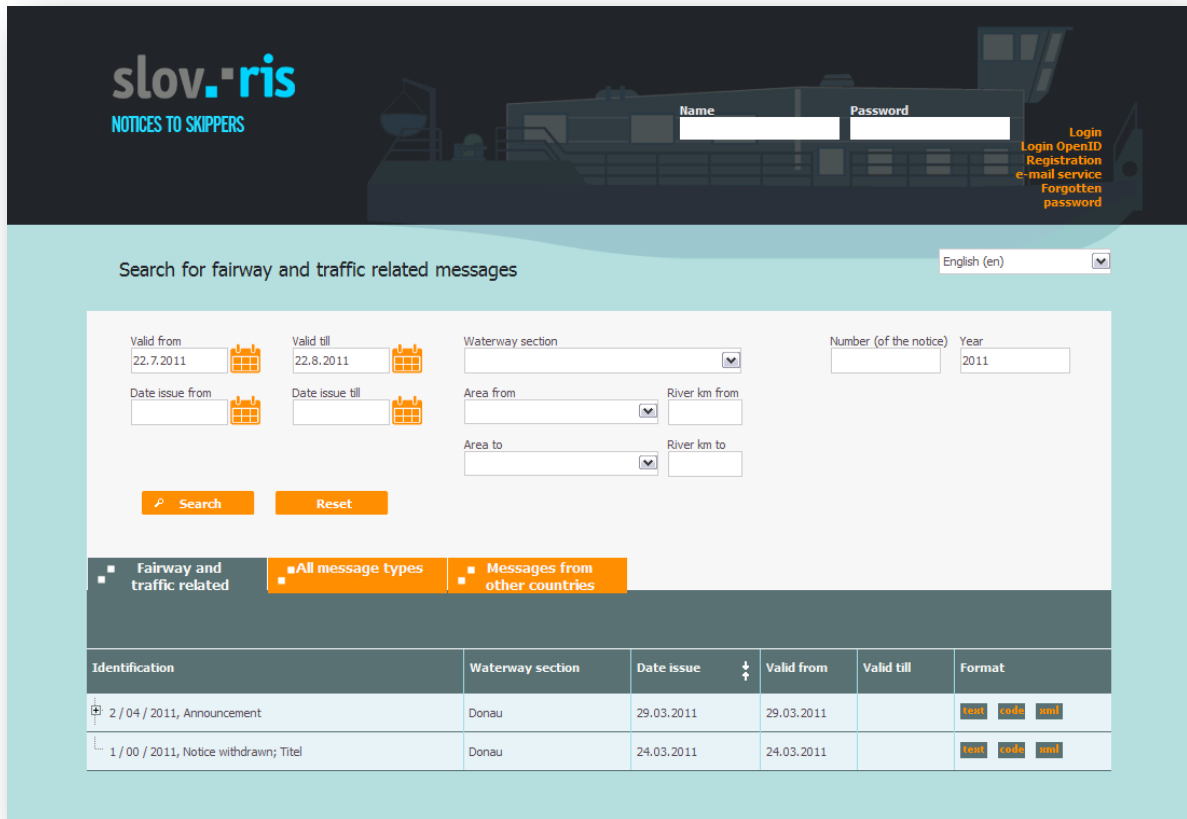 slov ris
NOTICES TO SKIPPERS
Name Password
Login
Login OpenID
Registration
e-mail service
Forgotten
password
Search for fairway and traffic related messages
English (en)
Valid from Valid till Waterway section Number (of the notice) Year
22.7.2011 22.8.2011 2011
Date issue from Date issue till Area from River km from
Area to River km to
Search Reset
Fairway and
traffic related
All message types
Messages from
other countries
Identification Waterway section Date issue Valid from Valid till Format
2 / 04 / 2011, Announcement Donau 29.03.2011 29.03.2011 text code xml
1 / 00 / 2011, Notice withdrawn; Titel Donau 24.03.2011 24.03.2011 text code xml